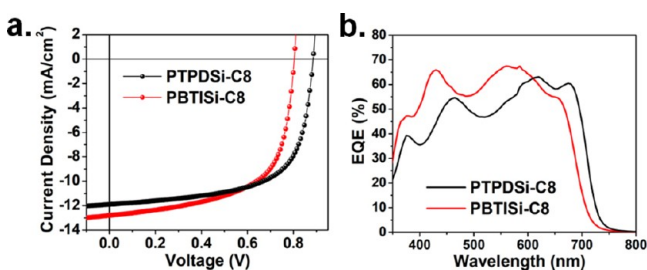 a.
Current Density (mA/cm²)
2
0
-2
-4
-6
-8
-10
-12
-14
PTPDSi-C8
PBTISi-C8
0.0 0.2 0.4 0.6 0.8
Voltage (V)
b.
EQE (%)
80
70
60
50
40
30
20
10
0
PTPDSi-C8
PBTISi-C8
400 500 600 700 800
Wavelength (nm)